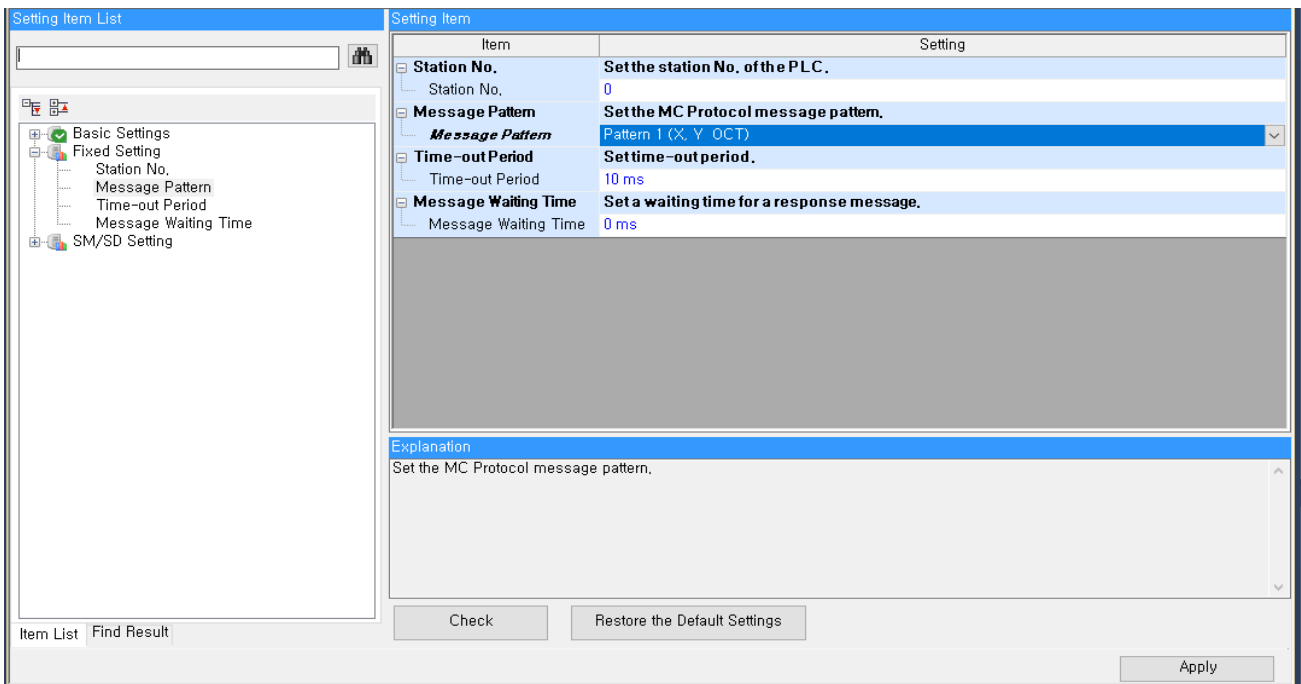 Setting Item List
Basic Settings
Fixed Setting
Station No.
Message Pattern
Time-out Period
Message Waiting Time
SM/SD Setting
Item List Find Result
Setting Item
Item Setting
Station No. Set the station No. of the PLC.
Station No. 0
Message Pattern Set the MC Protocol message pattern.
Message Pattern Pattern 1 (X, Y OCT)
Time-out Period Set time-out period.
Time-out Period 10 ms
Message Waiting Time Set a waiting time for a response message.
Message Waiting Time 0 ms
Explanation
Set the MC Protocol message pattern.
Check Restore the Default Settings
Apply